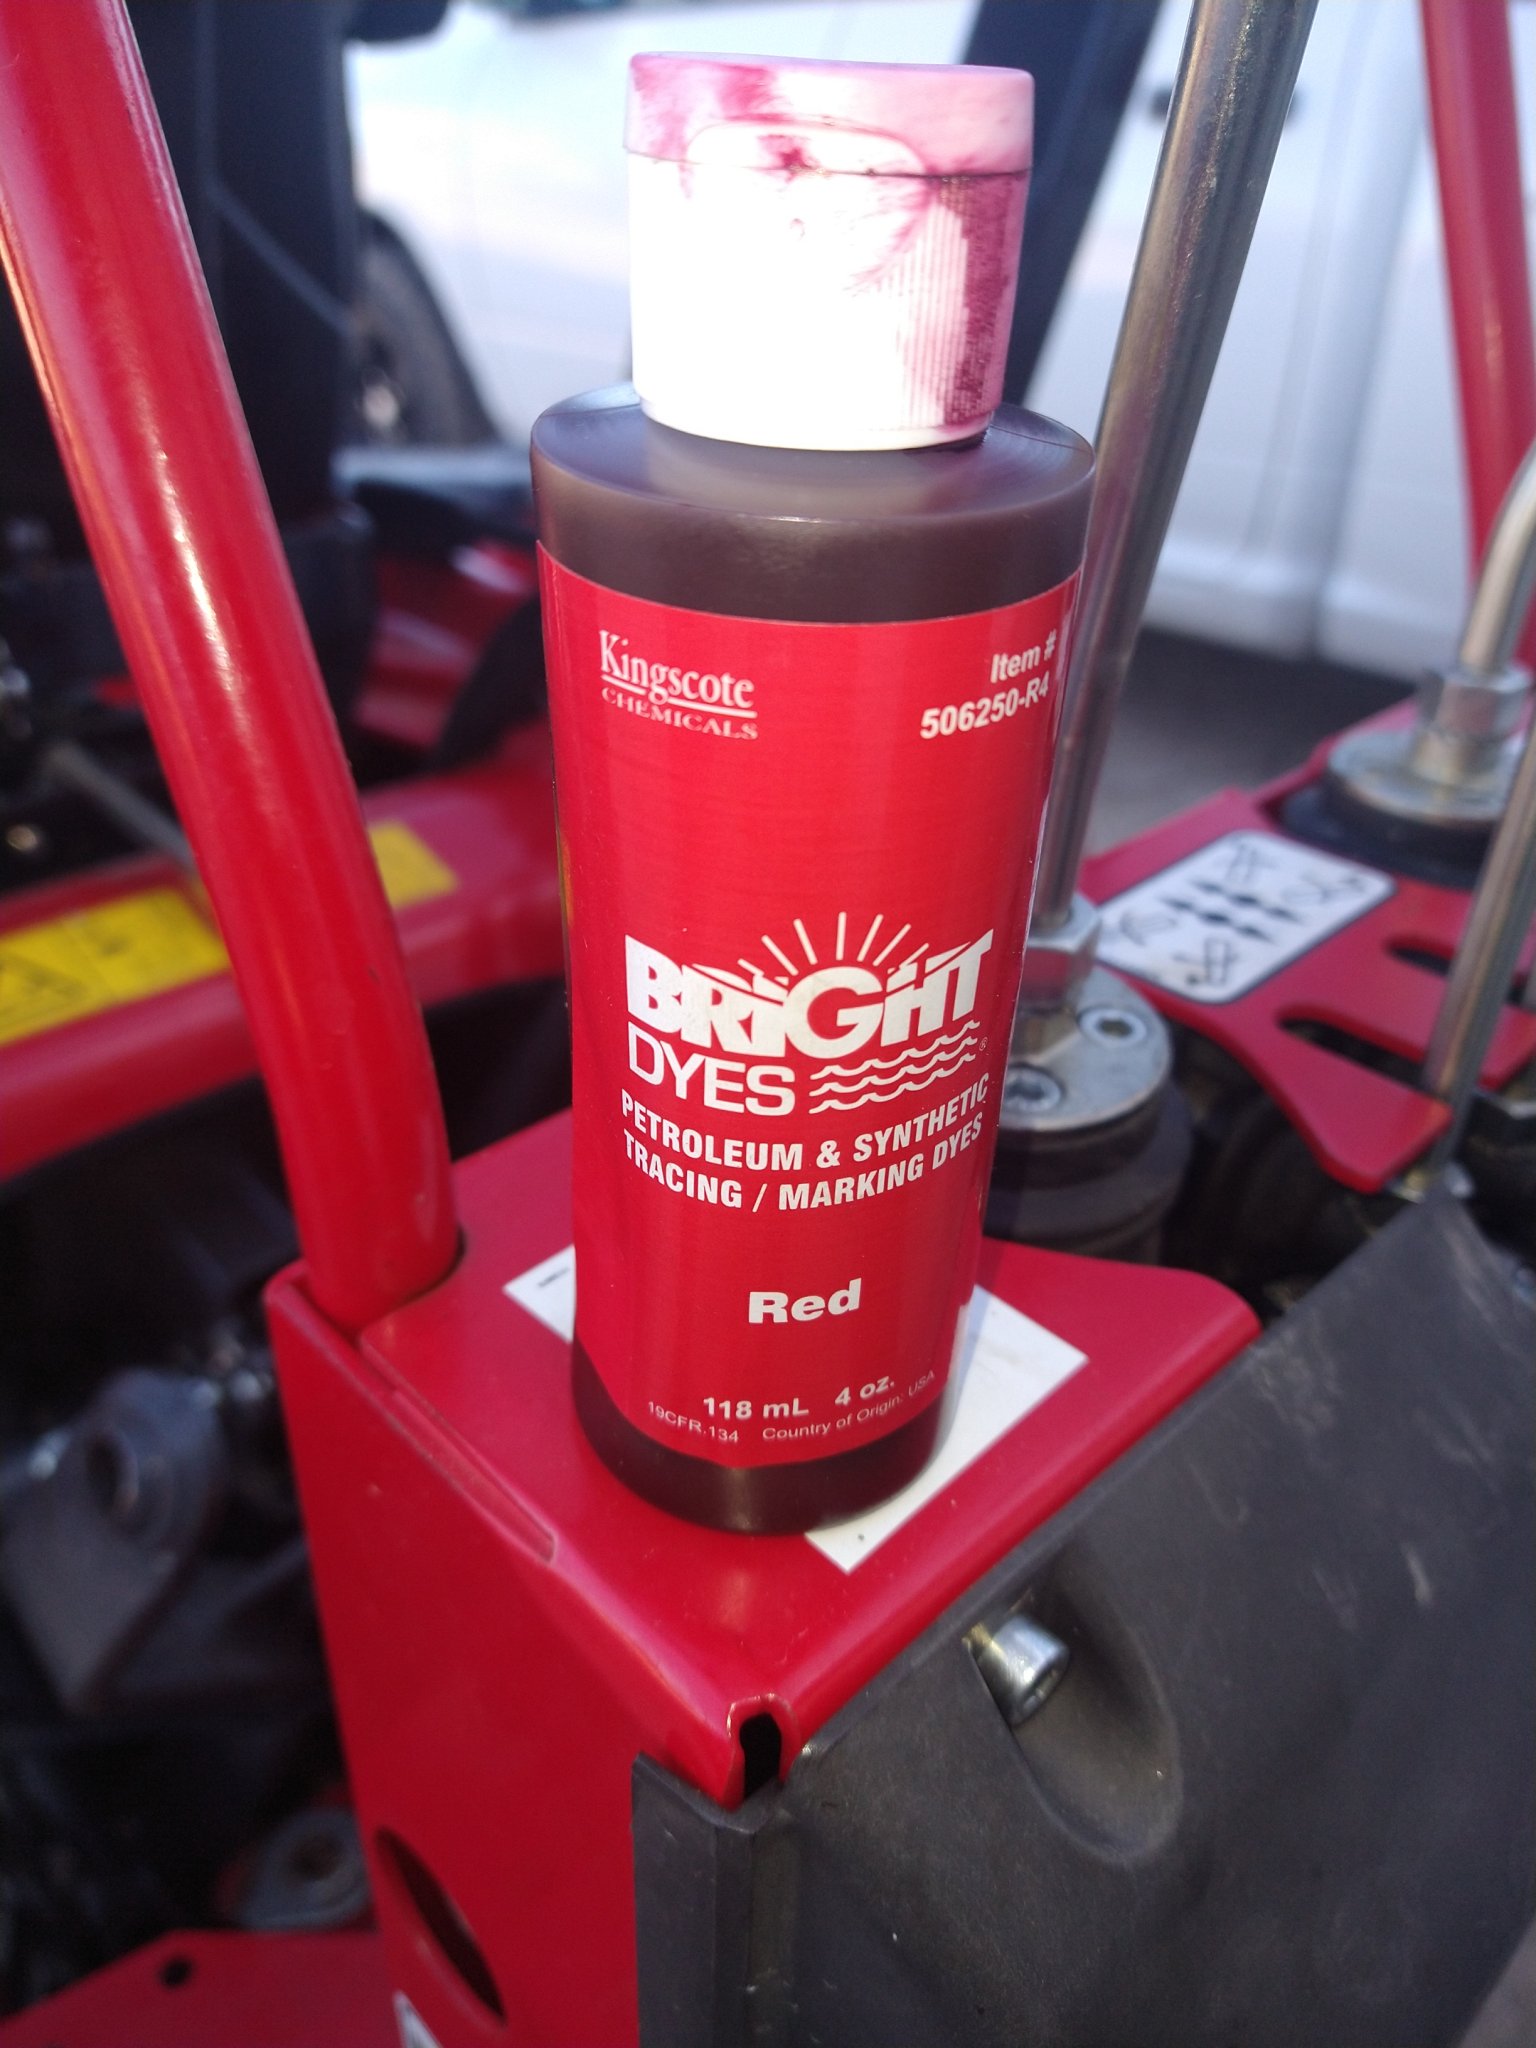 Kingscote
CHEMICALS
Item #
506250-R4
BRIGHT
DYES ®
PETROLEUM & SYNTHETIC
TRACING / MARKING DYES
Red
118 mL 4 oz.
19CFR.134 Country of Origin: USA